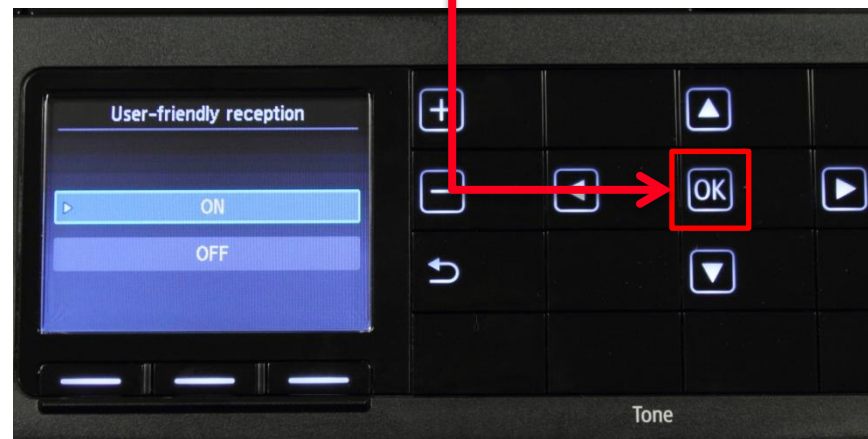 User-friendly reception
ON
OFF
+
-
OK
Tone